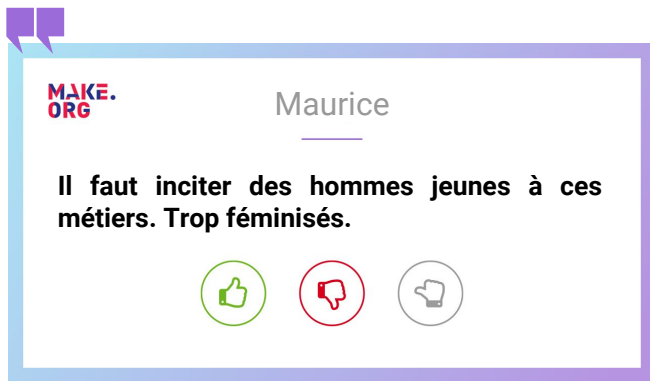 MAKE.
ORG
Maurice
Il faut inciter des hommes jeunes à ces
métiers. Trop féminisés.